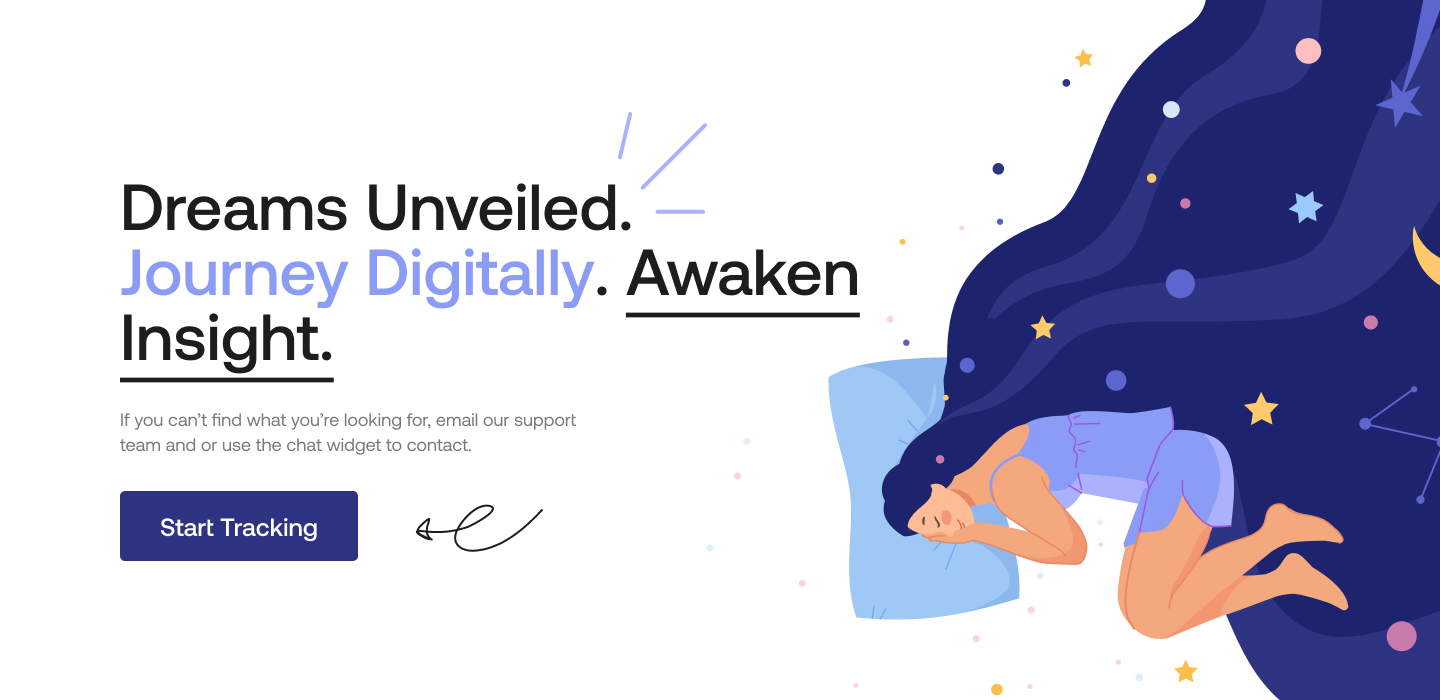 Dreams Unveiled.
Journey Digitally. Awaken
Insight.
If you can’t find what you’re looking for, email our support
team and or use the chat widget to contact.
Start Tracking